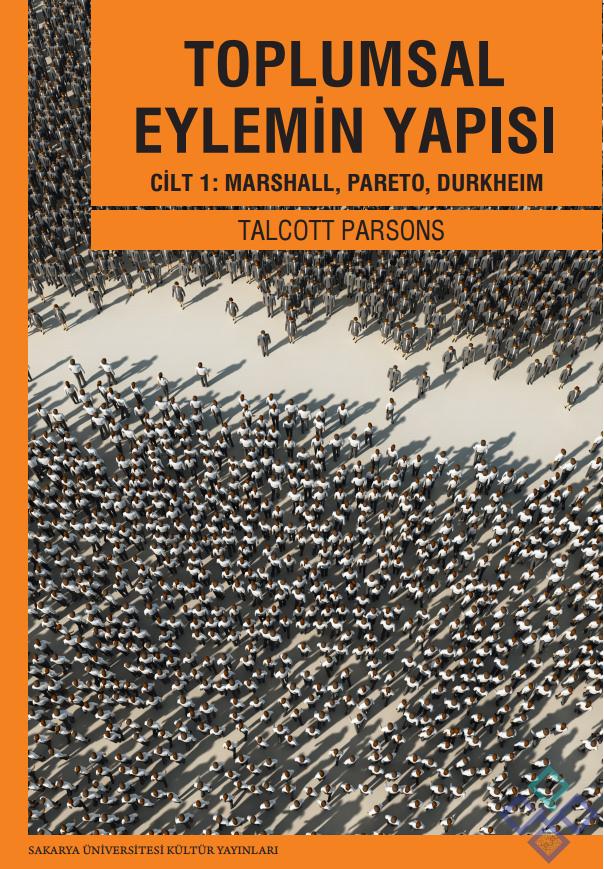 TOPLUMSAL
EYLEMİN YAPISI
CİLT 1: MARSHALL, PARETO, DURKHEIM
TALCOTT PARSONS
SAKARYA ÜNİVERSİTESİ KÜLTÜR YAYINLARI